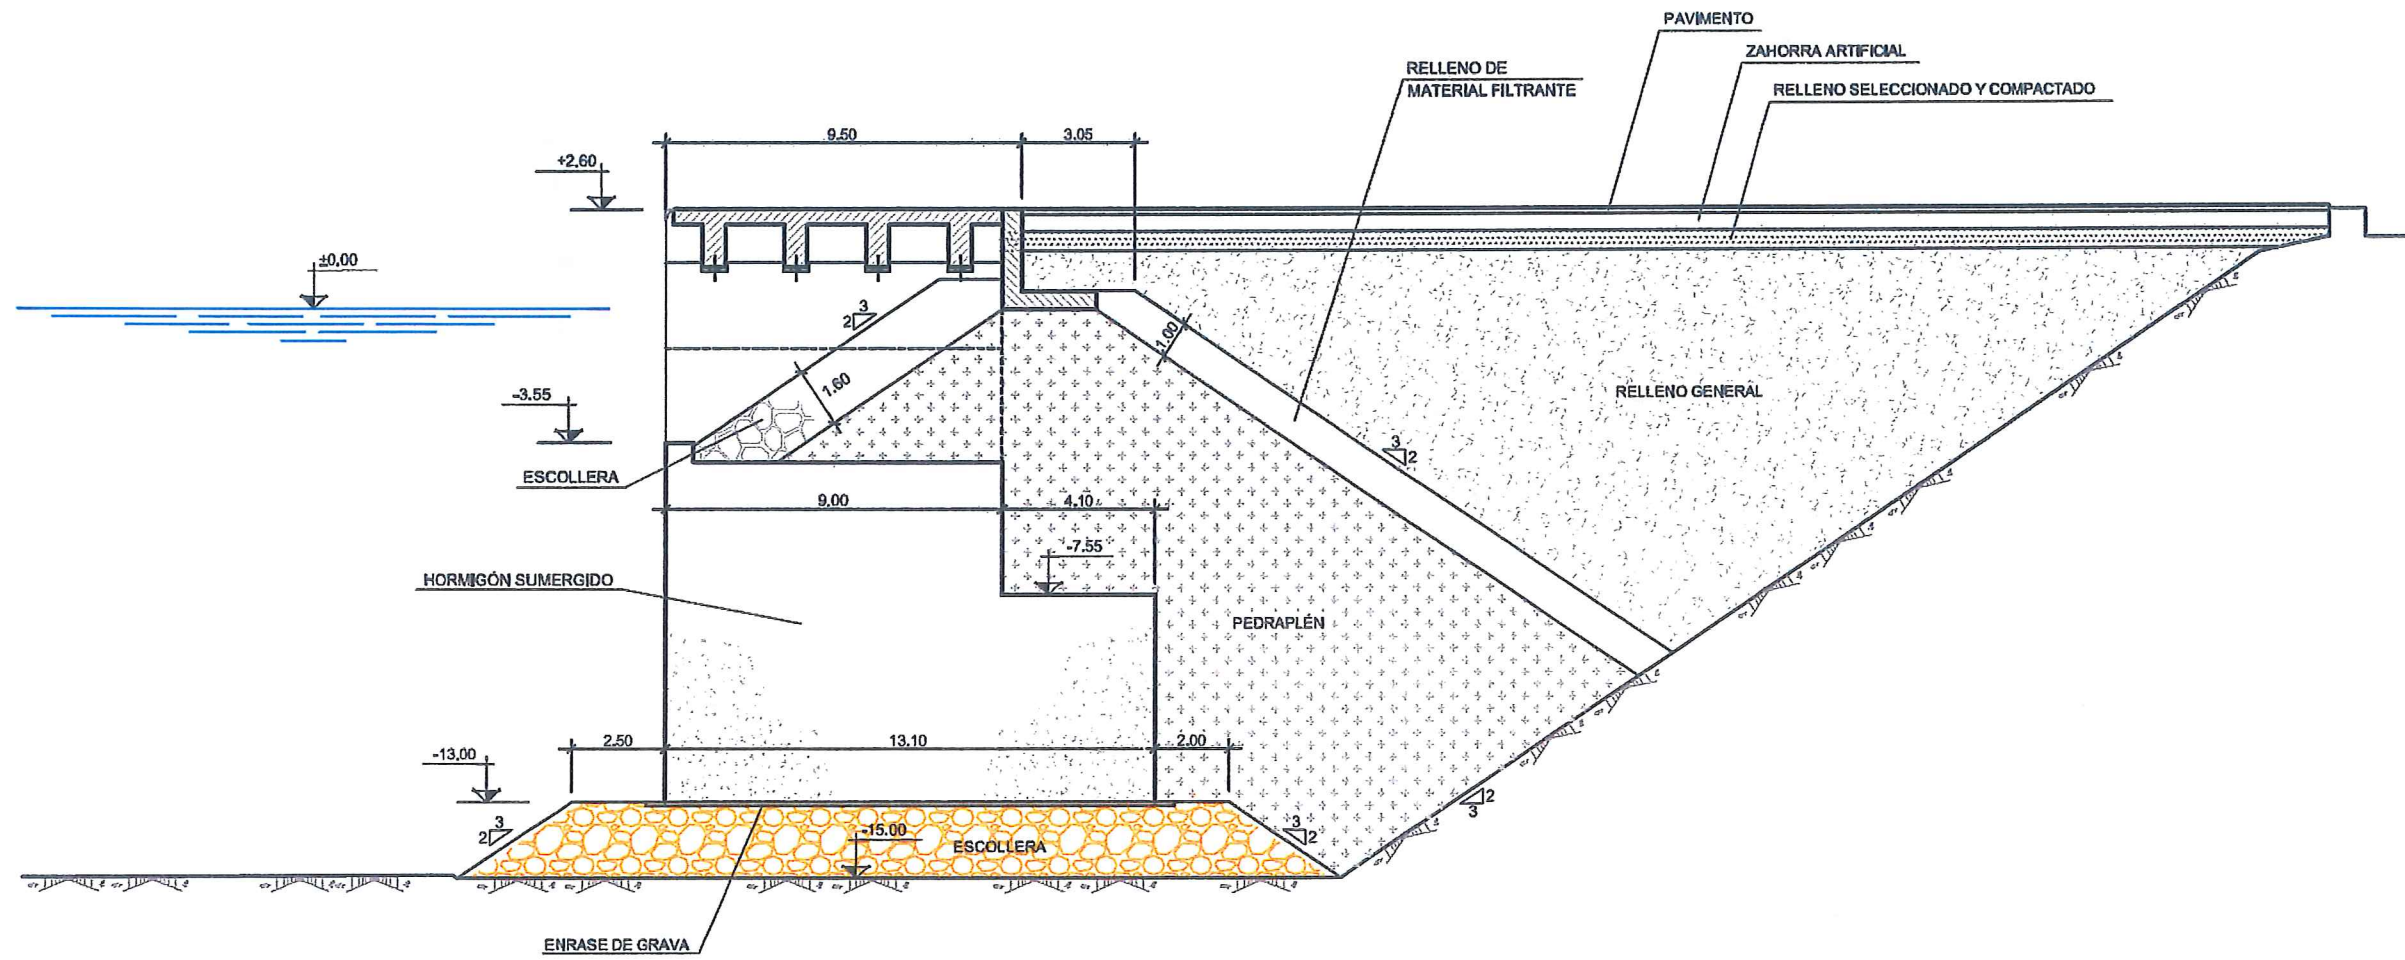 PAVIMENTO
ZAHORRA ARTIFICIAL
RELLENO DE
MATERIAL FILTRANTE
RELLENO SELECCIONADO Y COMPACTADO
9.50
3.05
+2.60
±0,00
3
2
1.00
1.60
-3.55
RELLENO GENERAL
3
2
ESCOLLERA
9.00
4.10
-7.55
HORMIGÓN SUMERGIDO
PEDRAPLÉN
2.50
13.10
2.00
-13.00
2
3
3
2
3
2
-15.00
ESCOLLERA
ENRASE DE GRAVA